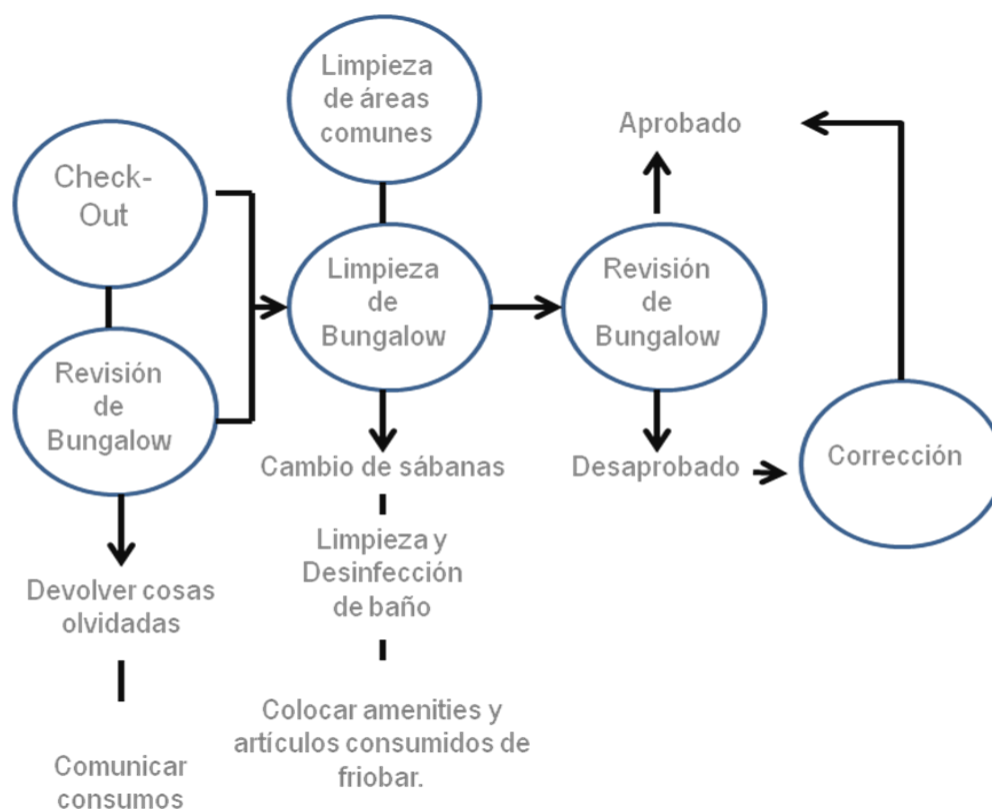 Limpieza
de áreas
comunes
Check-
Out
Revisión
de
Bungalow
Devolver cosas
olvidadas
Comunicar
consumos
Limpieza
de
Bungalow
Cambio de sábanas
Limpieza y
Desinfección
de baño
Colocar amenities y
artículos consumidos de
friobar.
Revisión
de
Bungalow
Aprobado
Desaprobado
Corrección